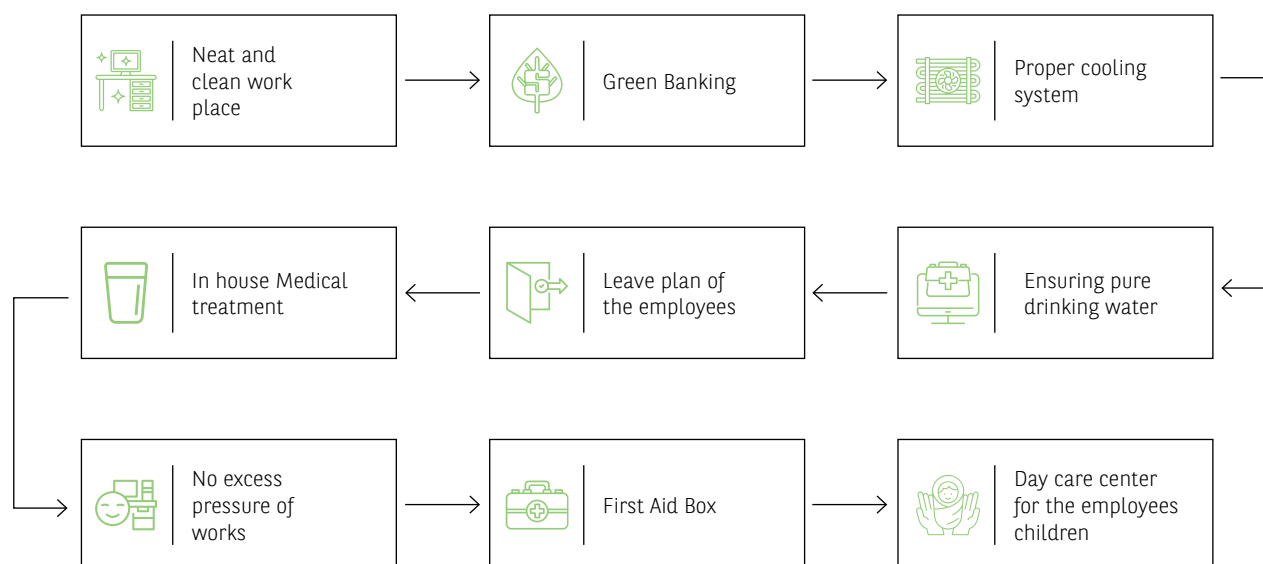 Neat and
clean work
place
Green Banking
Proper cooling
system
In house Medical
treatment
Leave plan of
the employees
Ensuring pure
drinking water
No excess
pressure of
works
First Aid Box
Day care center
for the employees
children